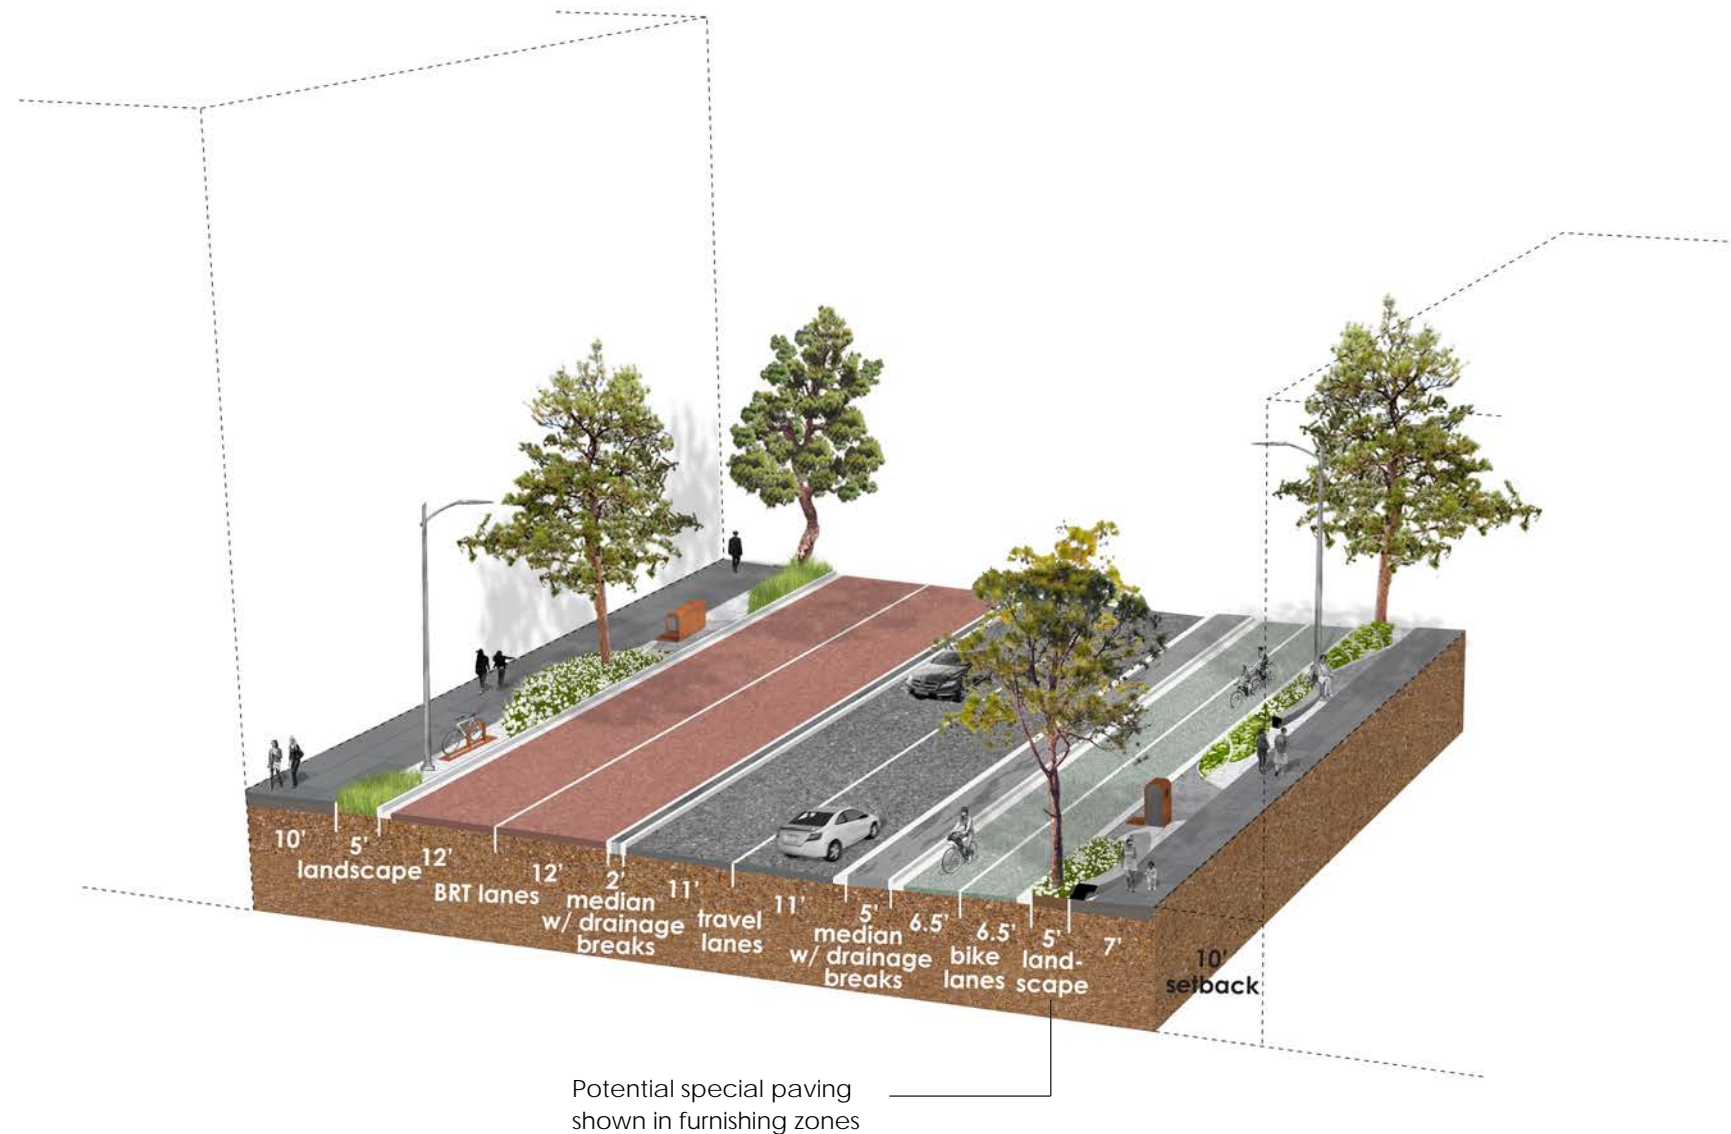 10'
5'
landscape
12'
BRT lanes
12'
2'
median
w/ drainage
breaks
11'
travel
lanes
11'
5'
median
w/ drainage
breaks
6.5'
bike
lanes
6.5'
5'
land-
scape
7'
10'
setback
Potential special paving
shown in furnishing zones